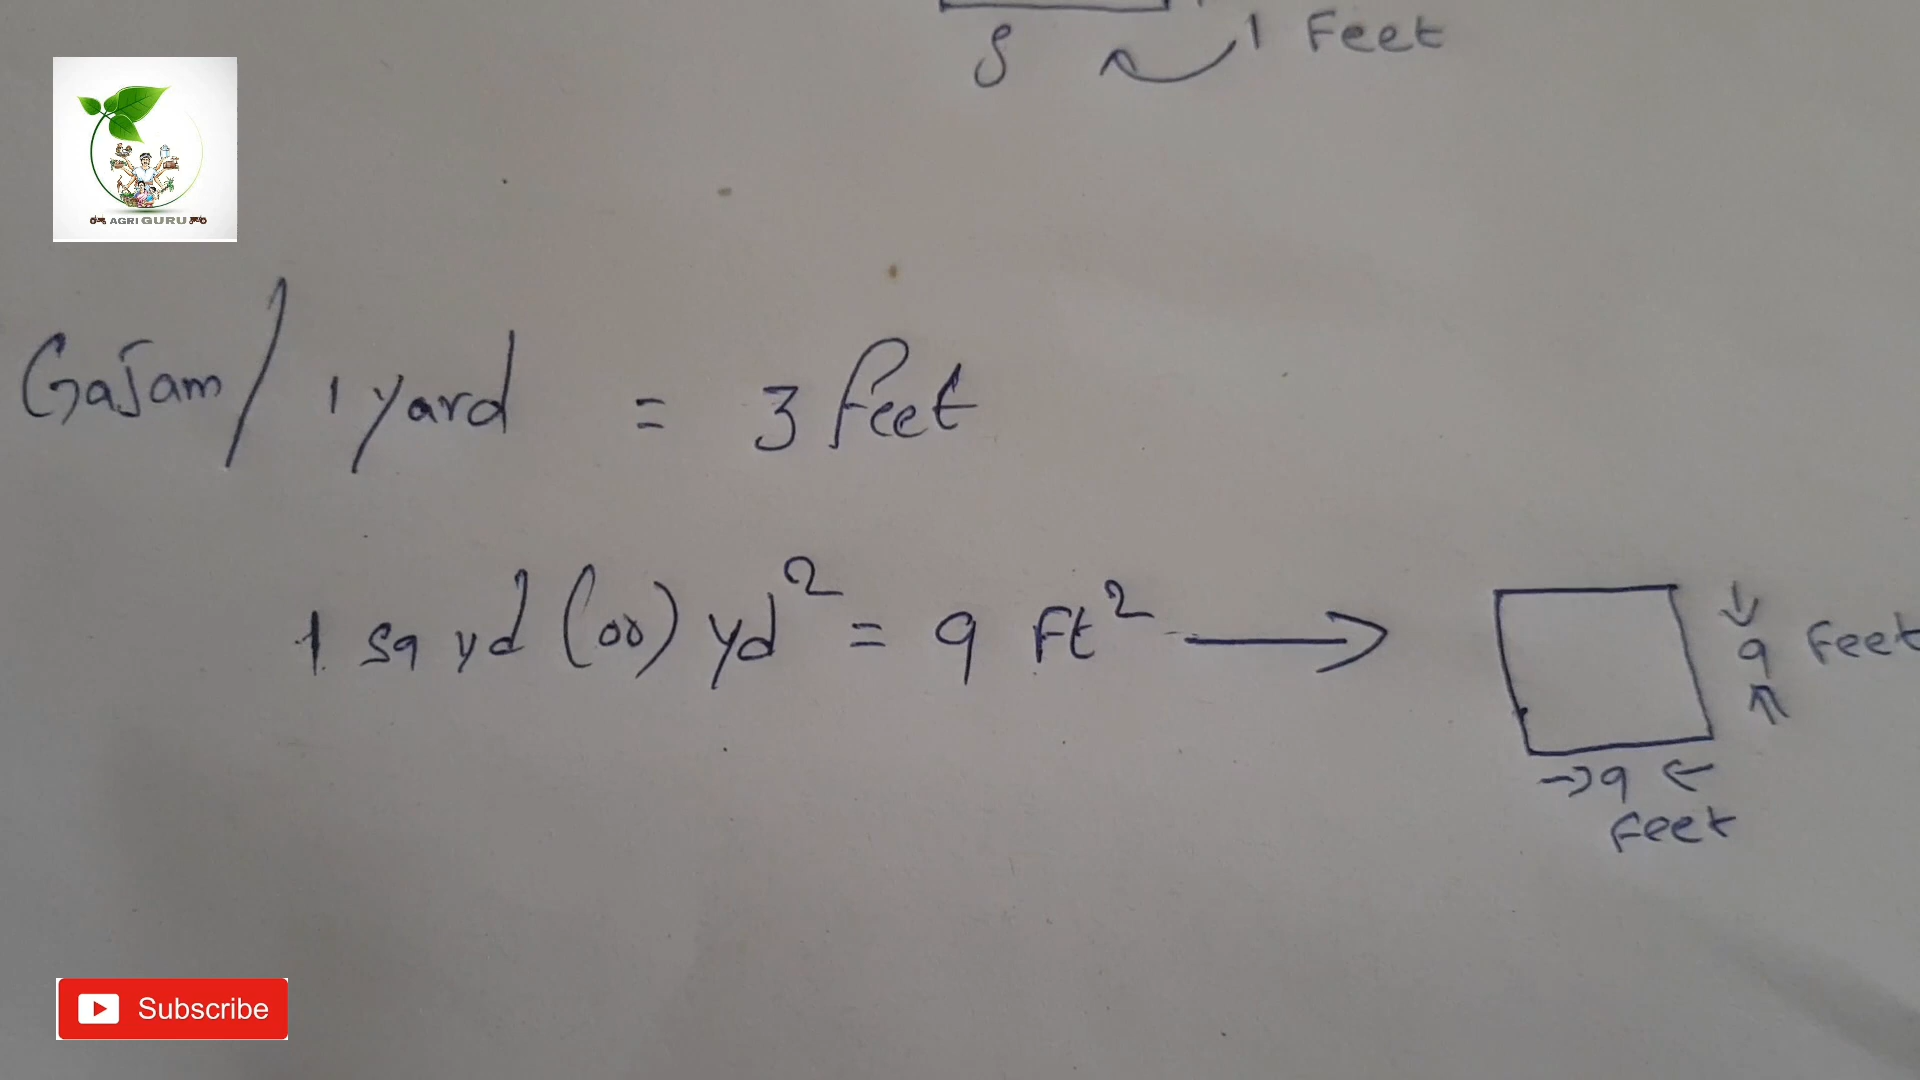 1 Feet
S
AGRI GURU
Gajam/ 1 yard = 3 feet
1 sq yd (or) yd² = 9 Ft² →
↓
9 Feet
↑
→ 9 ←
Feet
Subscribe